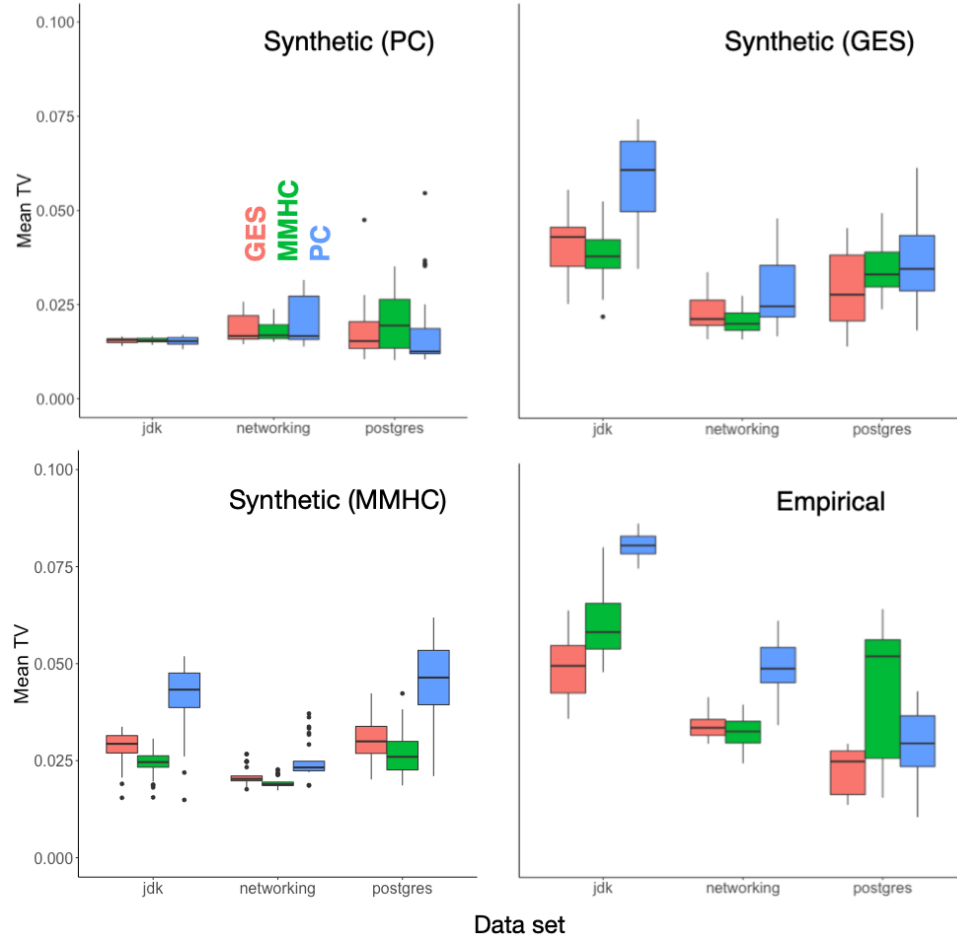 Synthetic (PC)
0.100
0.075
0.050
0.025
0.000
Mean TV
GES
MMHC
PC
jdk
networking
postgres
Synthetic (GES)
jdk
networking
postgres
Synthetic (MMHC)
0.100
0.075
0.050
0.025
0.000
Mean TV
jdk
networking
postgres
Empirical
jdk
networking
postgres
Data set